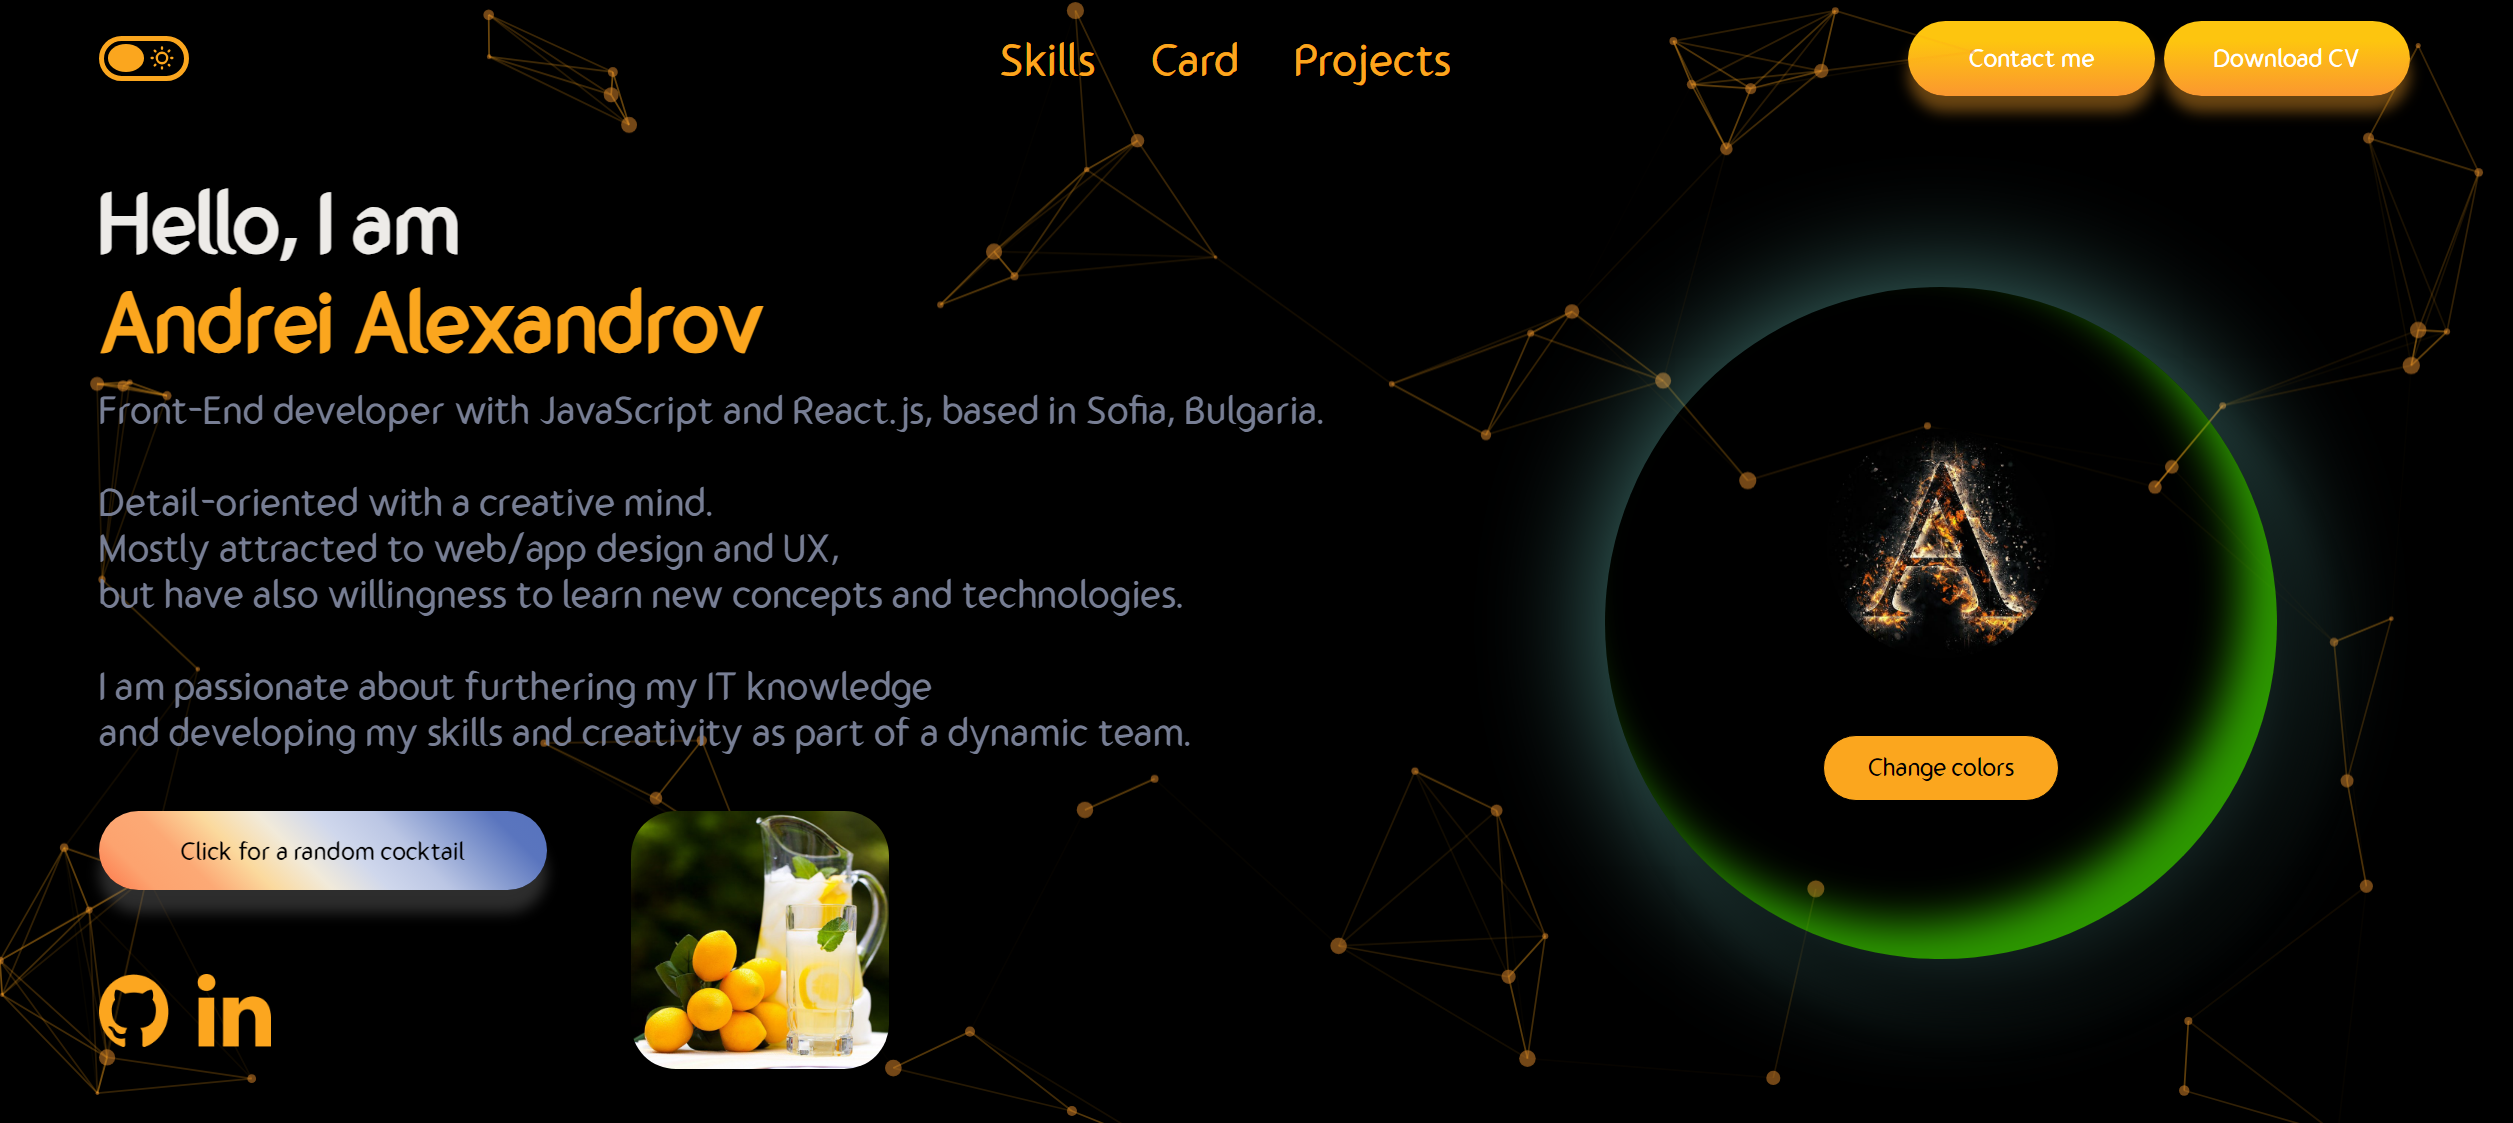 Skills Card Projects Contact me Download CV
Hello, I am
Andrei Alexandrov
Front-End developer with JavaScript and React.js, based in Sofia, Bulgaria.
Detail-oriented with a creative mind.
Mostly attracted to web/app design and UX,
but have also willingness to learn new concepts and technologies.
I am passionate about furthering my IT knowledge
and developing my skills and creativity as part of a dynamic team.
Click for a random cocktail
in
A
Change colors